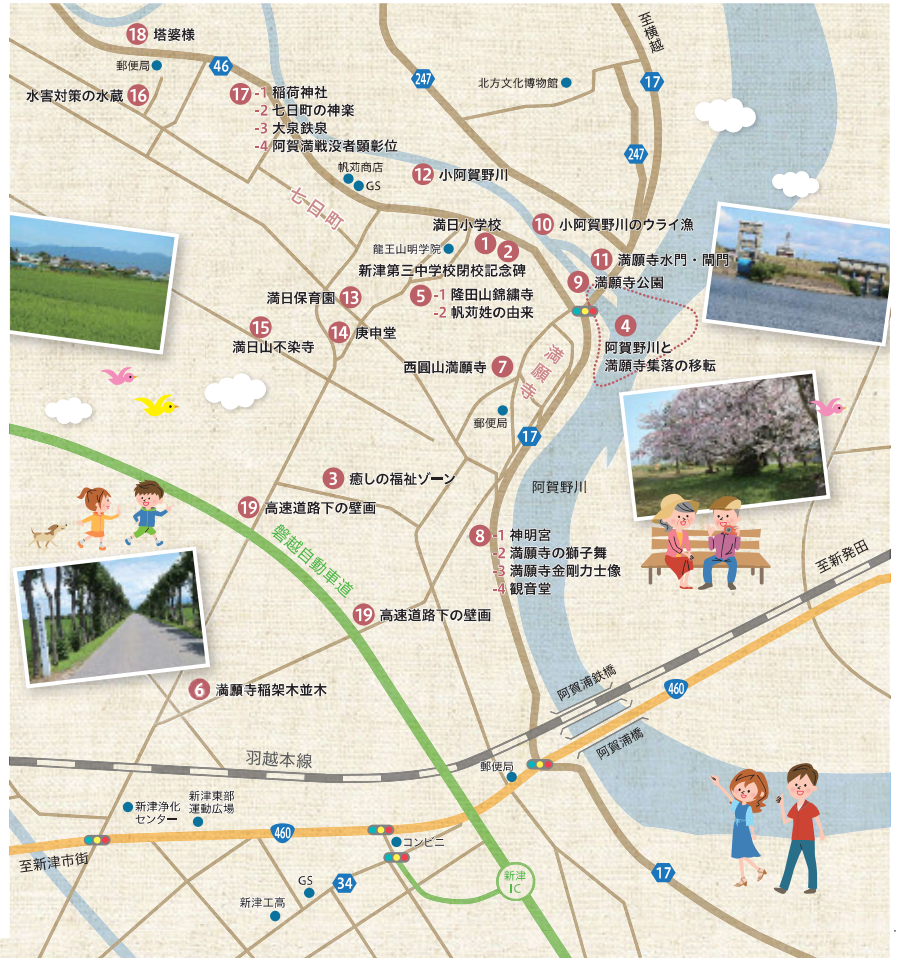 18 塔婆様
郵便局
46
水害対策の水蔵 16
17 -1 稲荷神社
-2 七日町の神楽
-3 大泉鉄泉
-4 阿賀満戦没者顕彰位
247
北方文化博物館
至横越
17
247
帆苅商店
GS
12 小阿賀野川
七日町
満日小学校
1
2
10 小阿賀野川のウライ漁
龍王山明学院
新津第三中学校閉校記念碑
11 満願寺水門・閘門
9 満願寺公園
満日保育園 13
5 -1 隆田山錦繍寺
-2 帆苅姓の由来
15
満日山不染寺
14 庚申堂
4
阿賀野川と
満願寺集落の移転
西圓山満願寺 7
満願寺
郵便局
17
3 癒しの福祉ゾーン
阿賀野川
19 高速道路下の壁画
磐越自動車道
8 -1 神明宮
-2 満願寺の獅子舞
-3 満願寺金剛力士像
-4 観音堂
至新発田
19 高速道路下の壁画
6 満願寺稲架木並木
阿賀浦鉄橋
460
阿賀浦橋
羽越本線
郵便局
新津浄化
センター
新津東部
運動広場
460
コンビニ
至新津市街
17
GS
34
新津
IC
新津工高